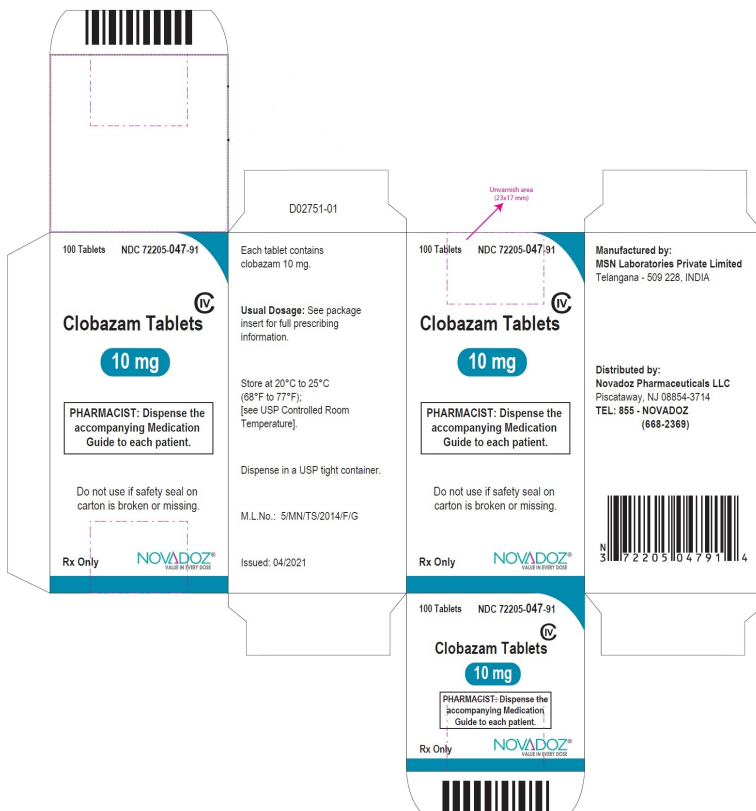 D02751-01
Unvarnish area
(23x17 mm)
100 Tablets NDC 72205-047-91
CIV
Clobazam Tablets
10 mg
PHARMACIST: Dispense the
accompanying Medication
Guide to each patient.
Do not use if safety seal on
carton is broken or missing.
Rx Only
NOVADOZ®
VALUE IN EVERY DOSE
Each tablet contains
clobazam 10 mg.
Usual Dosage: See package
insert for full prescribing
information.
Store at 20°C to 25°C
(68°F to 77°F);
[see USP Controlled Room
Temperature].
Dispense in a USP tight container.
M.L.No.: 5/MN/TS/2014/F/G
Issued: 04/2021
100 Tablets NDC 72205-047-91
CIV
Clobazam Tablets
10 mg
PHARMACIST: Dispense the
accompanying Medication
Guide to each patient.
Do not use if safety seal on
carton is broken or missing.
Rx Only
NOVADOZ®
VALUE IN EVERY DOSE
Manufactured by:
MSN Laboratories Private Limited
Telangana - 509 228, INDIA
Distributed by:
Novadoz Pharmaceuticals LLC
Piscataway, NJ 08854-3714
TEL: 855 - NOVADOZ
(668-2369)
N
3 72205 04791 4
100 Tablets NDC 72205-047-91
CIV
Clobazam Tablets
10 mg
PHARMACIST: Dispense the
accompanying Medication
Guide to each patient.
Rx Only
NOVADOZ®
VALUE IN EVERY DOSE